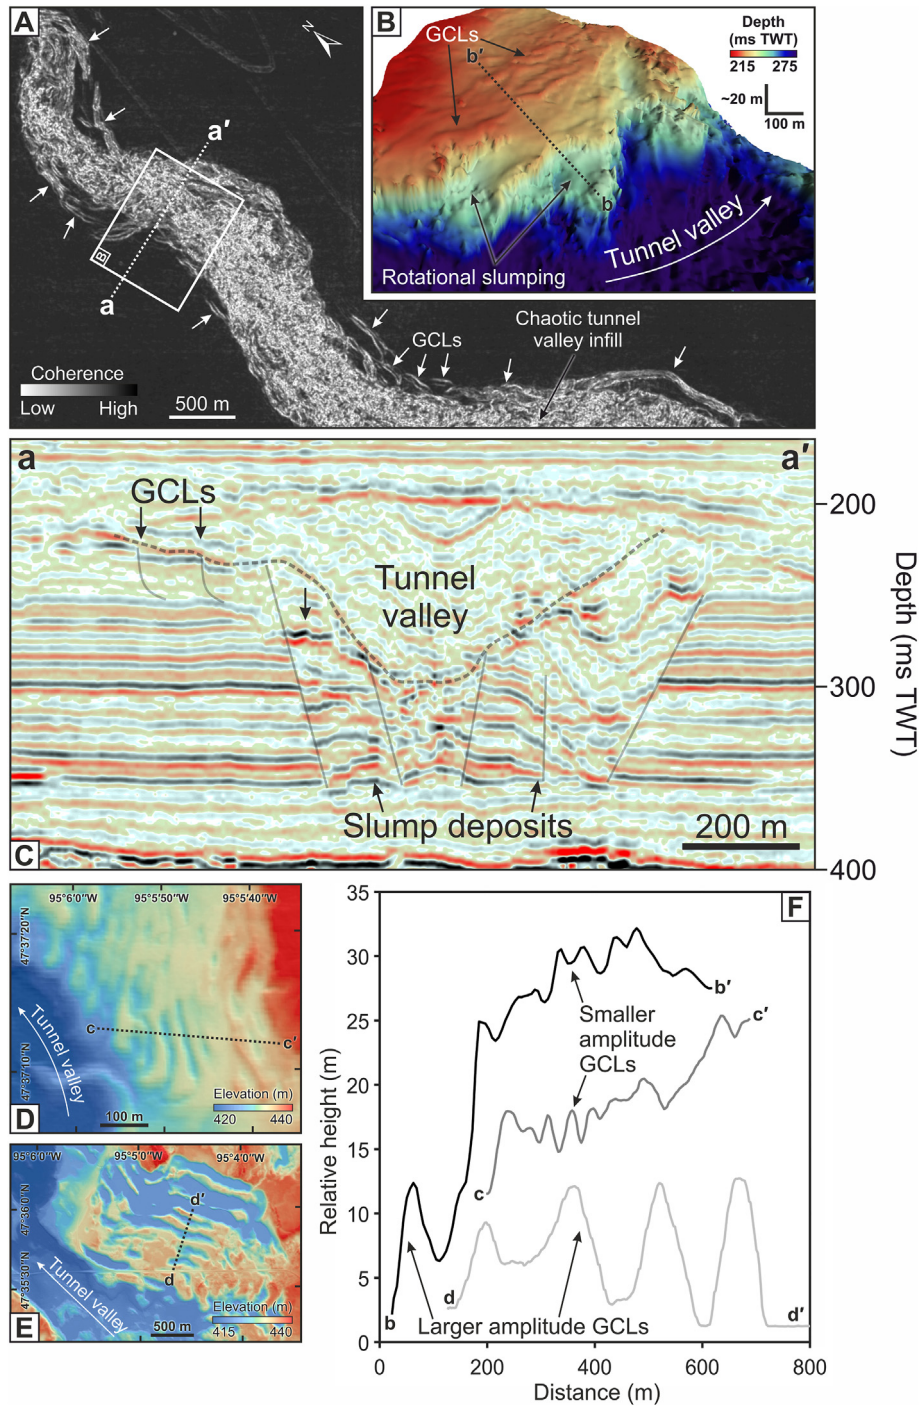 A
N
a′
B
a
GCLs
Chaotic tunnel
valley infill
Coherence
Low High
500 m
B
GCLs
b′
Depth
(ms TWT)
215 275
~20 m
100 m
b
Tunnel valley
Rotational slumping
a
a′
GCLs
Tunnel
valley
Slump deposits
200 m
C
200
300
400
Depth (ms TWT)
95°6′0″W 95°5′50″W 95°5′40″W
47°37′20″N
47°37′10″N
c
c′
Tunnel valley
Elevation (m)
420 440
100 m
D
95°6′0″W 95°5′0″W 95°4′0″W
47°36′0″N
47°35′30″N
d′
d
Tunnel valley
Elevation (m)
415 440
500 m
E
F
35
30
25
20
15
10
5
0
Relative height (m)
b′
c′
Smaller
amplitude
GCLs
c
d
b
d′
Larger amplitude GCLs
0 200 400 600 800
Distance (m)